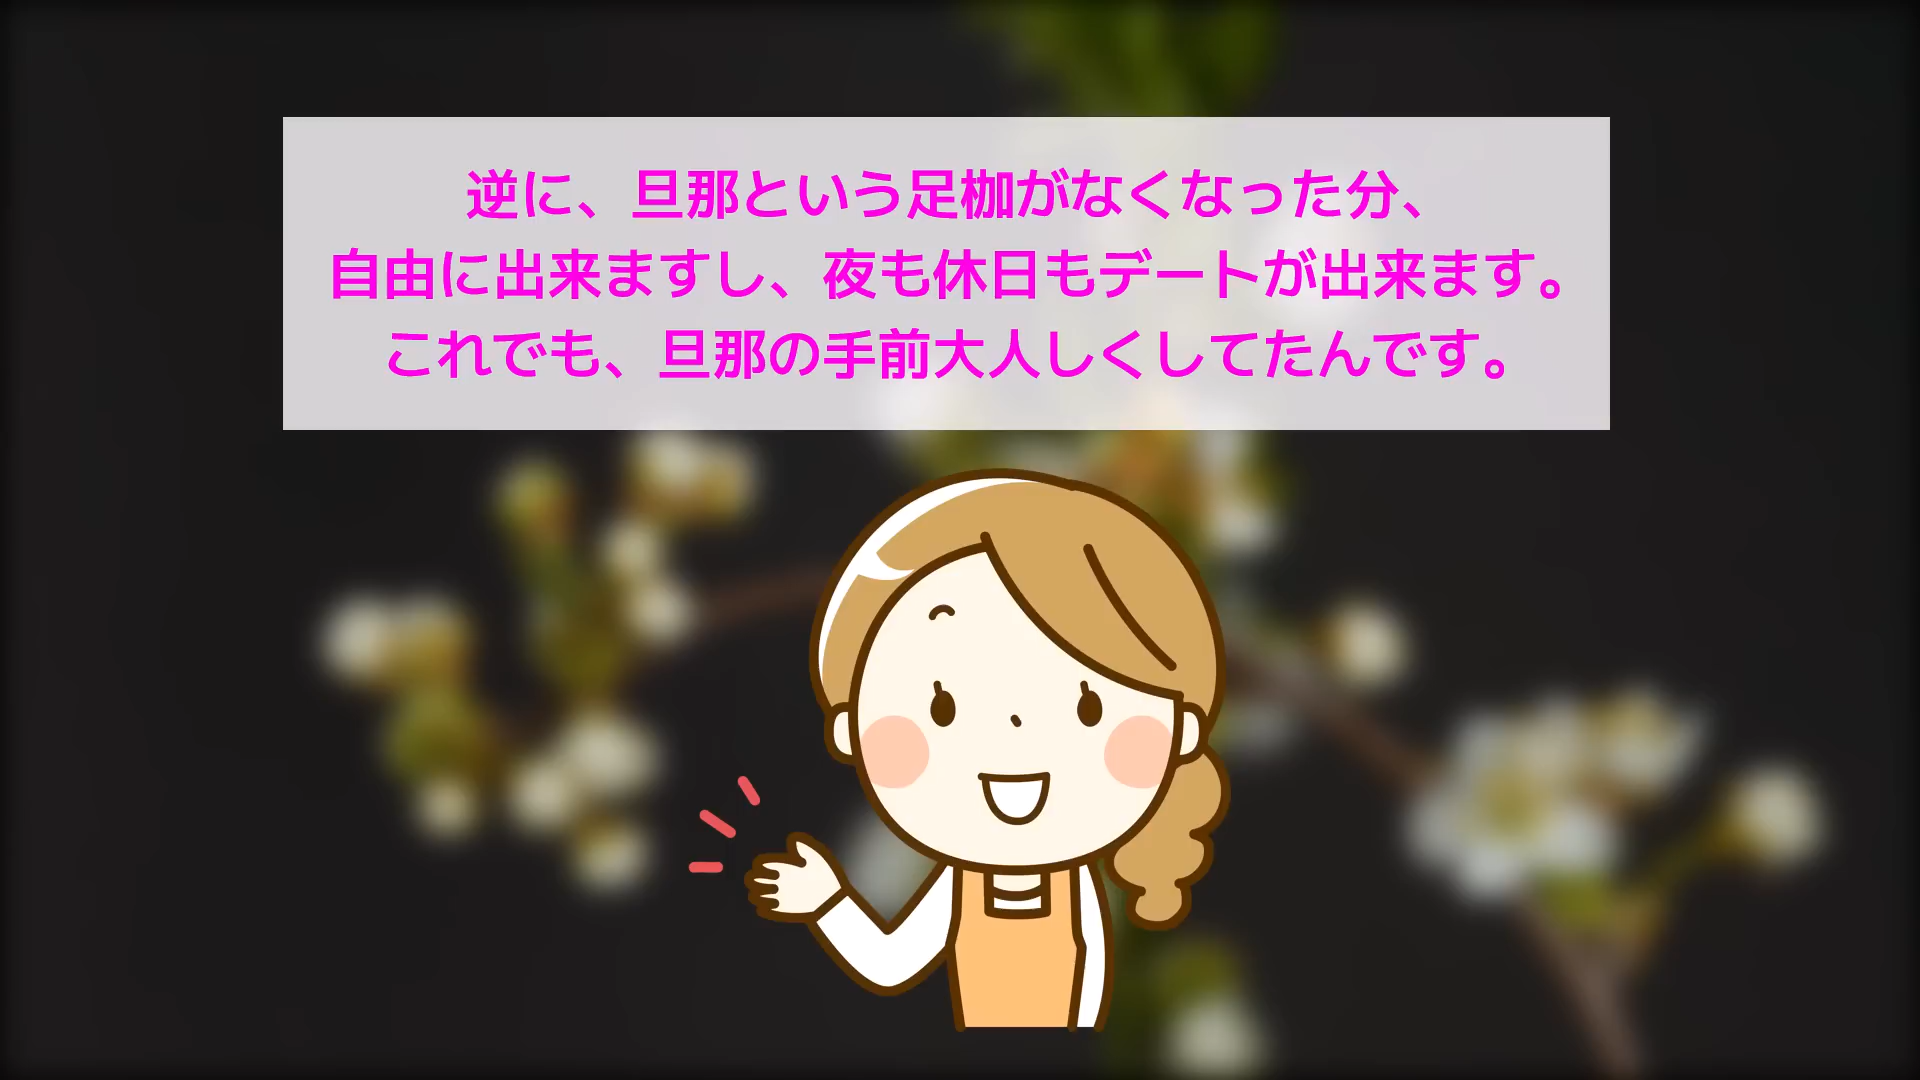 逆に、旦那という足枷がなくなった分、
自由に出来ますし、夜も休日もデートが出来ます。
これでも、旦那の手前大人しくしてたんです。